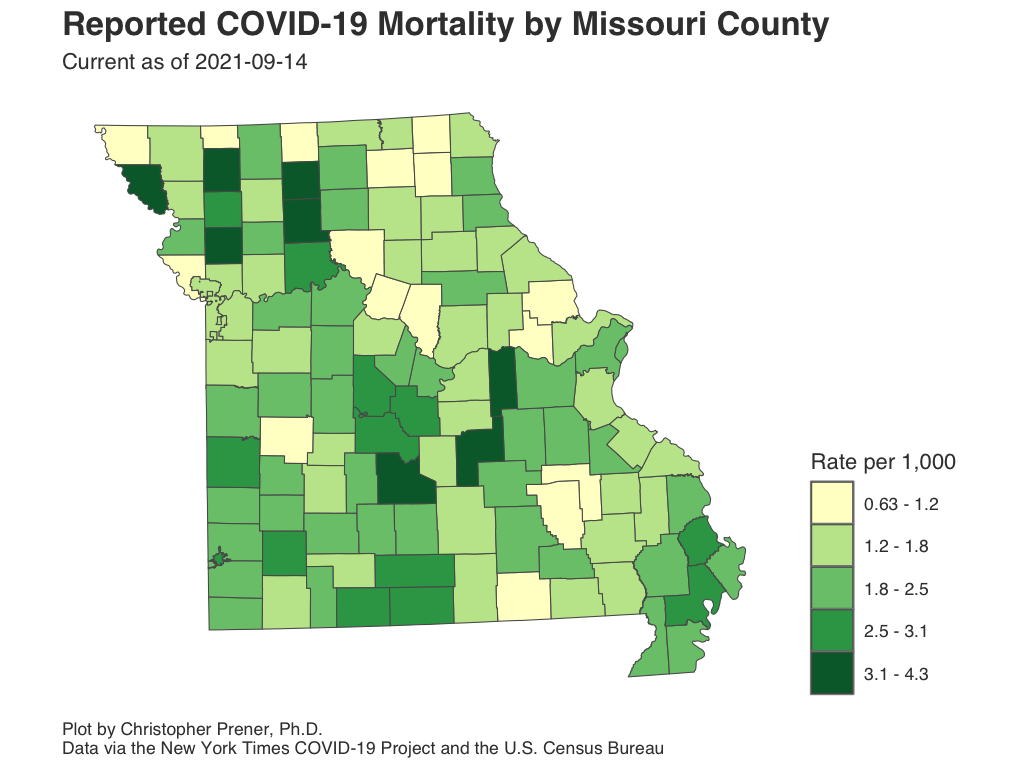 Reported COVID-19 Mortality by Missouri County
Current as of 2021-09-14
Rate per 1,000
0.63 - 1.2
1.2 - 1.8
1.8 - 2.5
2.5 - 3.1
3.1 - 4.3
Plot by Christopher Prener, Ph.D.
Data via the New York Times COVID-19 Project and the U.S. Census Bureau